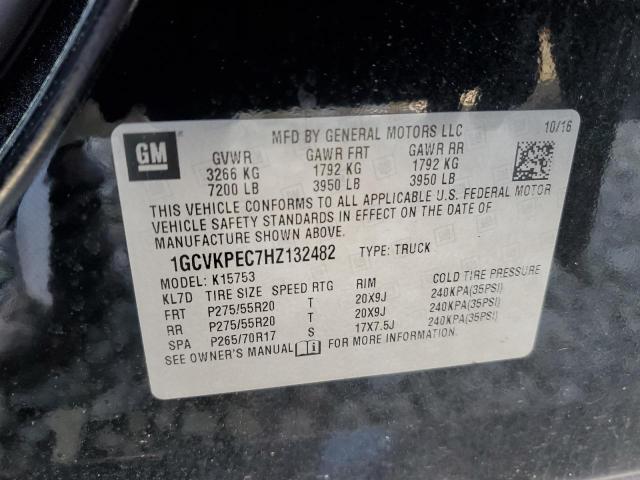 GM
MFD BY GENERAL MOTORS LLC 10/16
GVWR GAWR FRT GAWR RR
3266 KG 1792 KG 1792 KG
7200 LB 3950 LB 3950 LB
THIS VEHICLE CONFORMS TO ALL APPLICABLE U.S. FEDERAL MOTOR
VEHICLE SAFETY STANDARDS IN EFFECT ON THE DATE OF
MANUFACTURE SHOWN ABOVE.
1GCVKPEC7HZ132482 TYPE: TRUCK
MODEL: K15753
KL7D TIRE SIZE SPEED RTG RIM COLD TIRE PRESSURE
FRT P275/55R20 T 20X9J 240KPA(35PSI)
RR P275/55R20 T 20X9J 240KPA(35PSI)
SPA P265/70R17 S 17X7.5J 240KPA(35PSI)
SEE OWNER'S MANUAL FOR MORE INFORMATION.